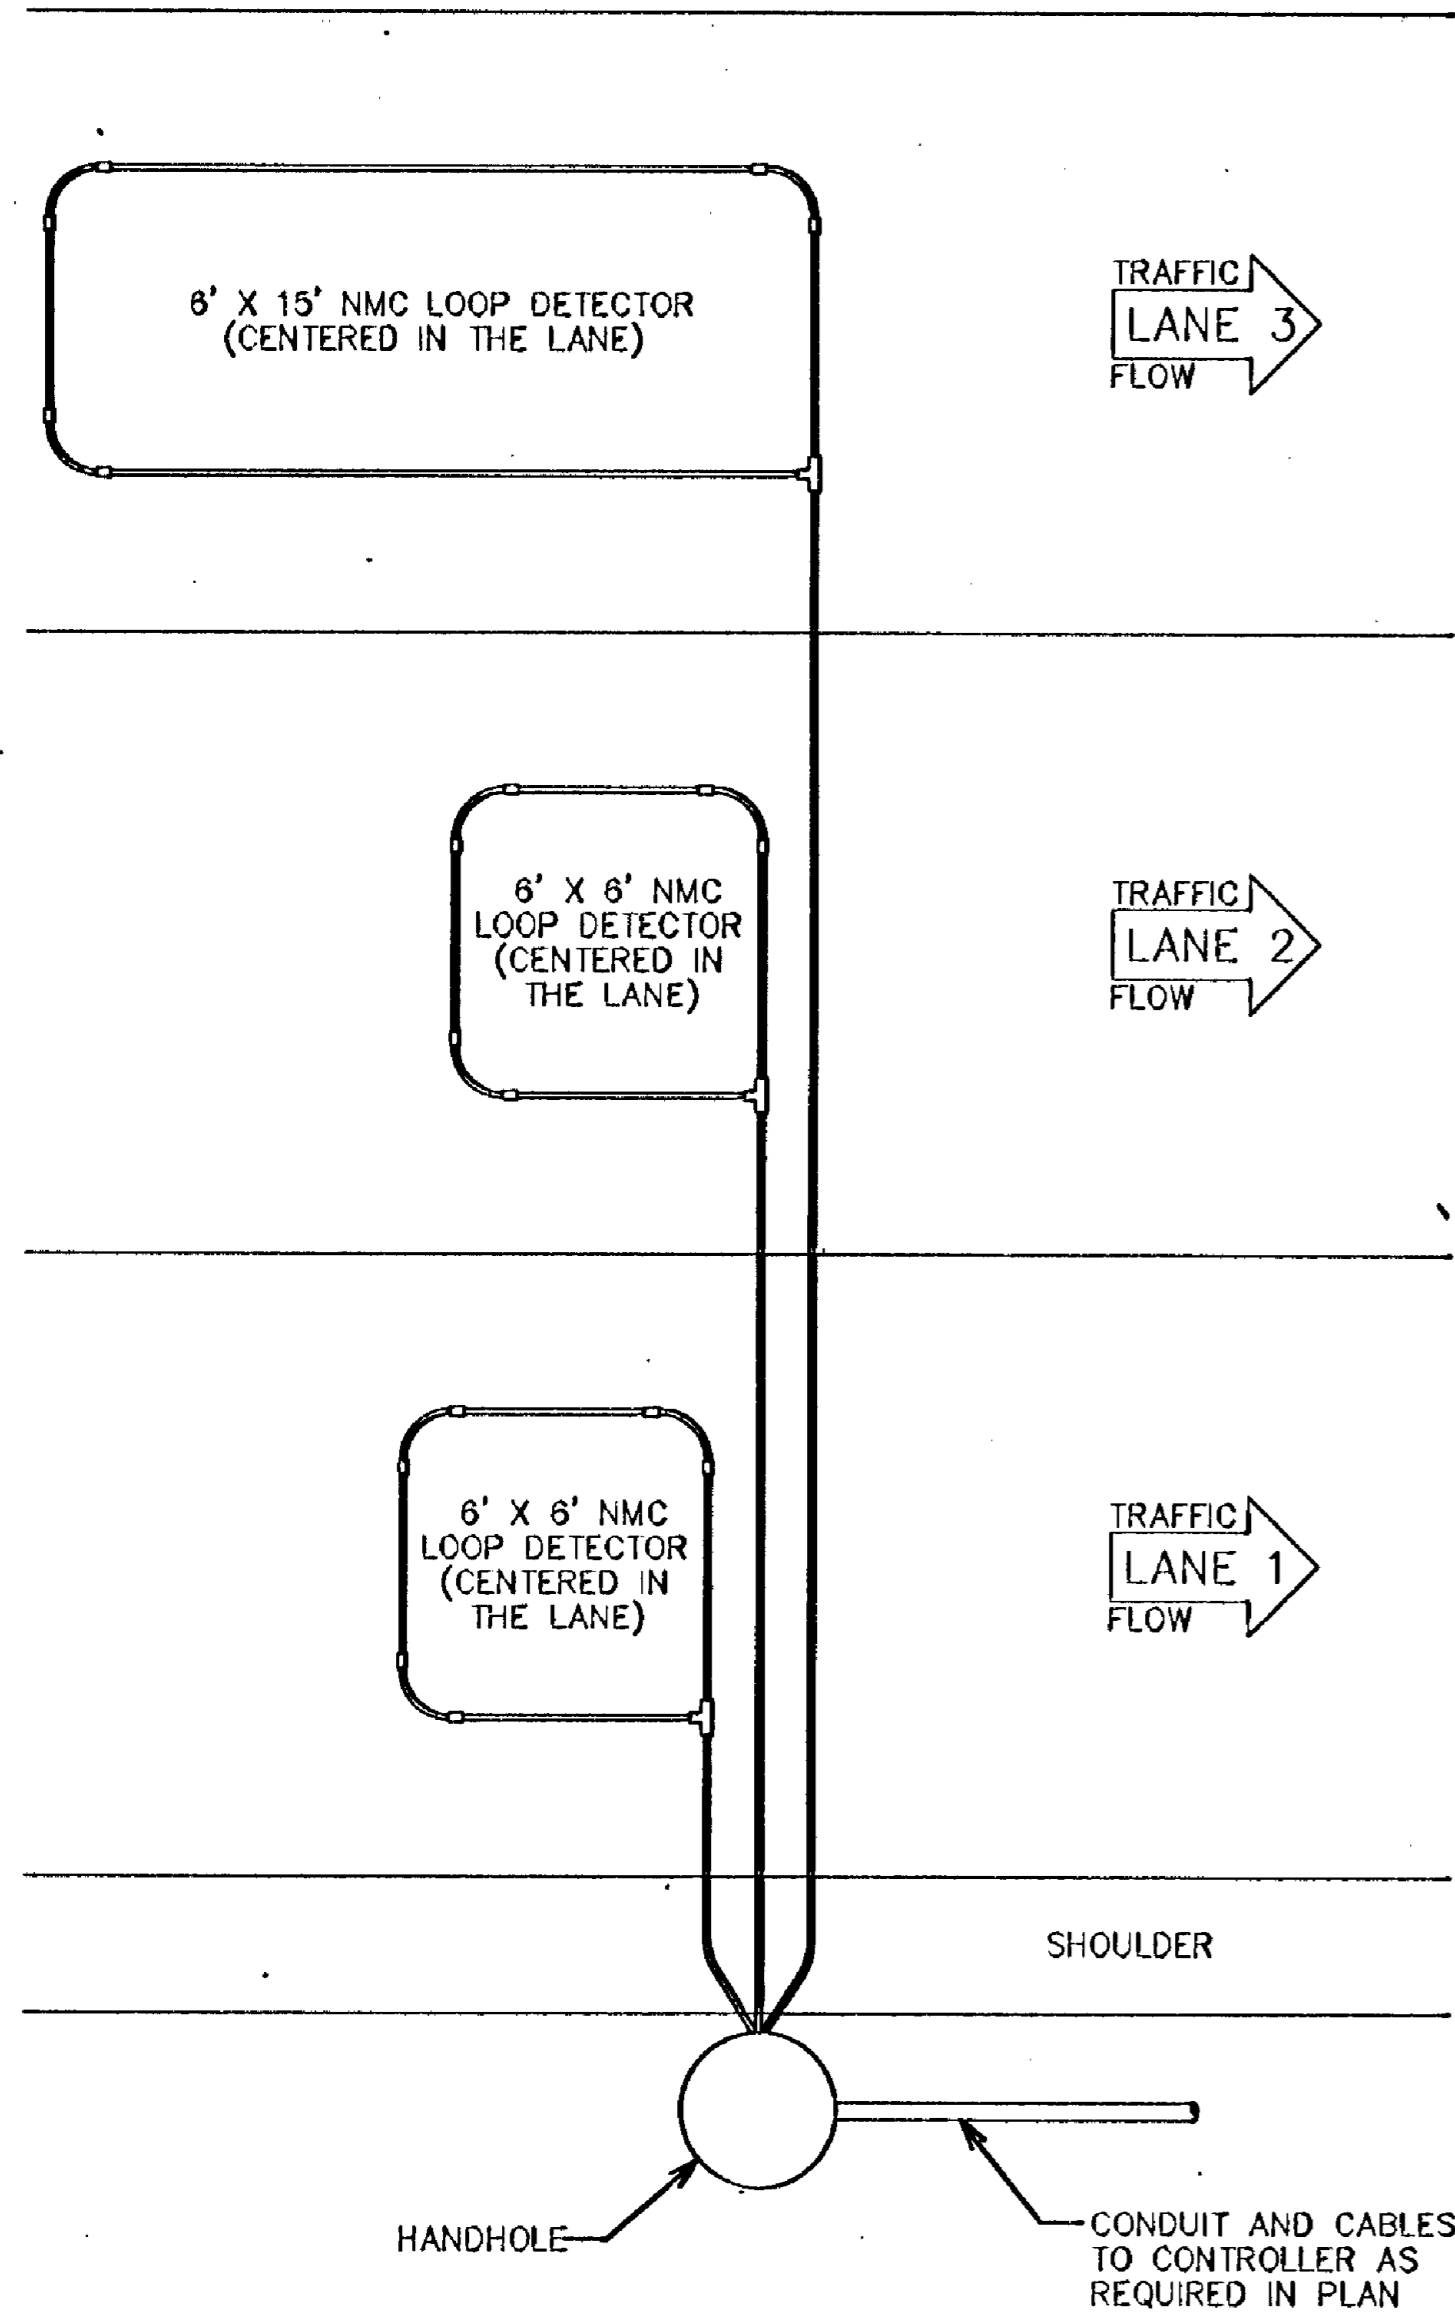 6' X 15' NMC LOOP DETECTOR
(CENTERED IN THE LANE)
TRAFFIC
LANE 3
FLOW
6' X 6' NMC
LOOP DETECTOR
(CENTERED IN
THE LANE)
TRAFFIC
LANE 2
FLOW
6' X 6' NMC
LOOP DETECTOR
(CENTERED IN
THE LANE)
TRAFFIC
LANE 1
FLOW
SHOULDER
HANDHOLE
CONDUIT AND CABLES
TO CONTROLLER AS
REQUIRED IN PLAN